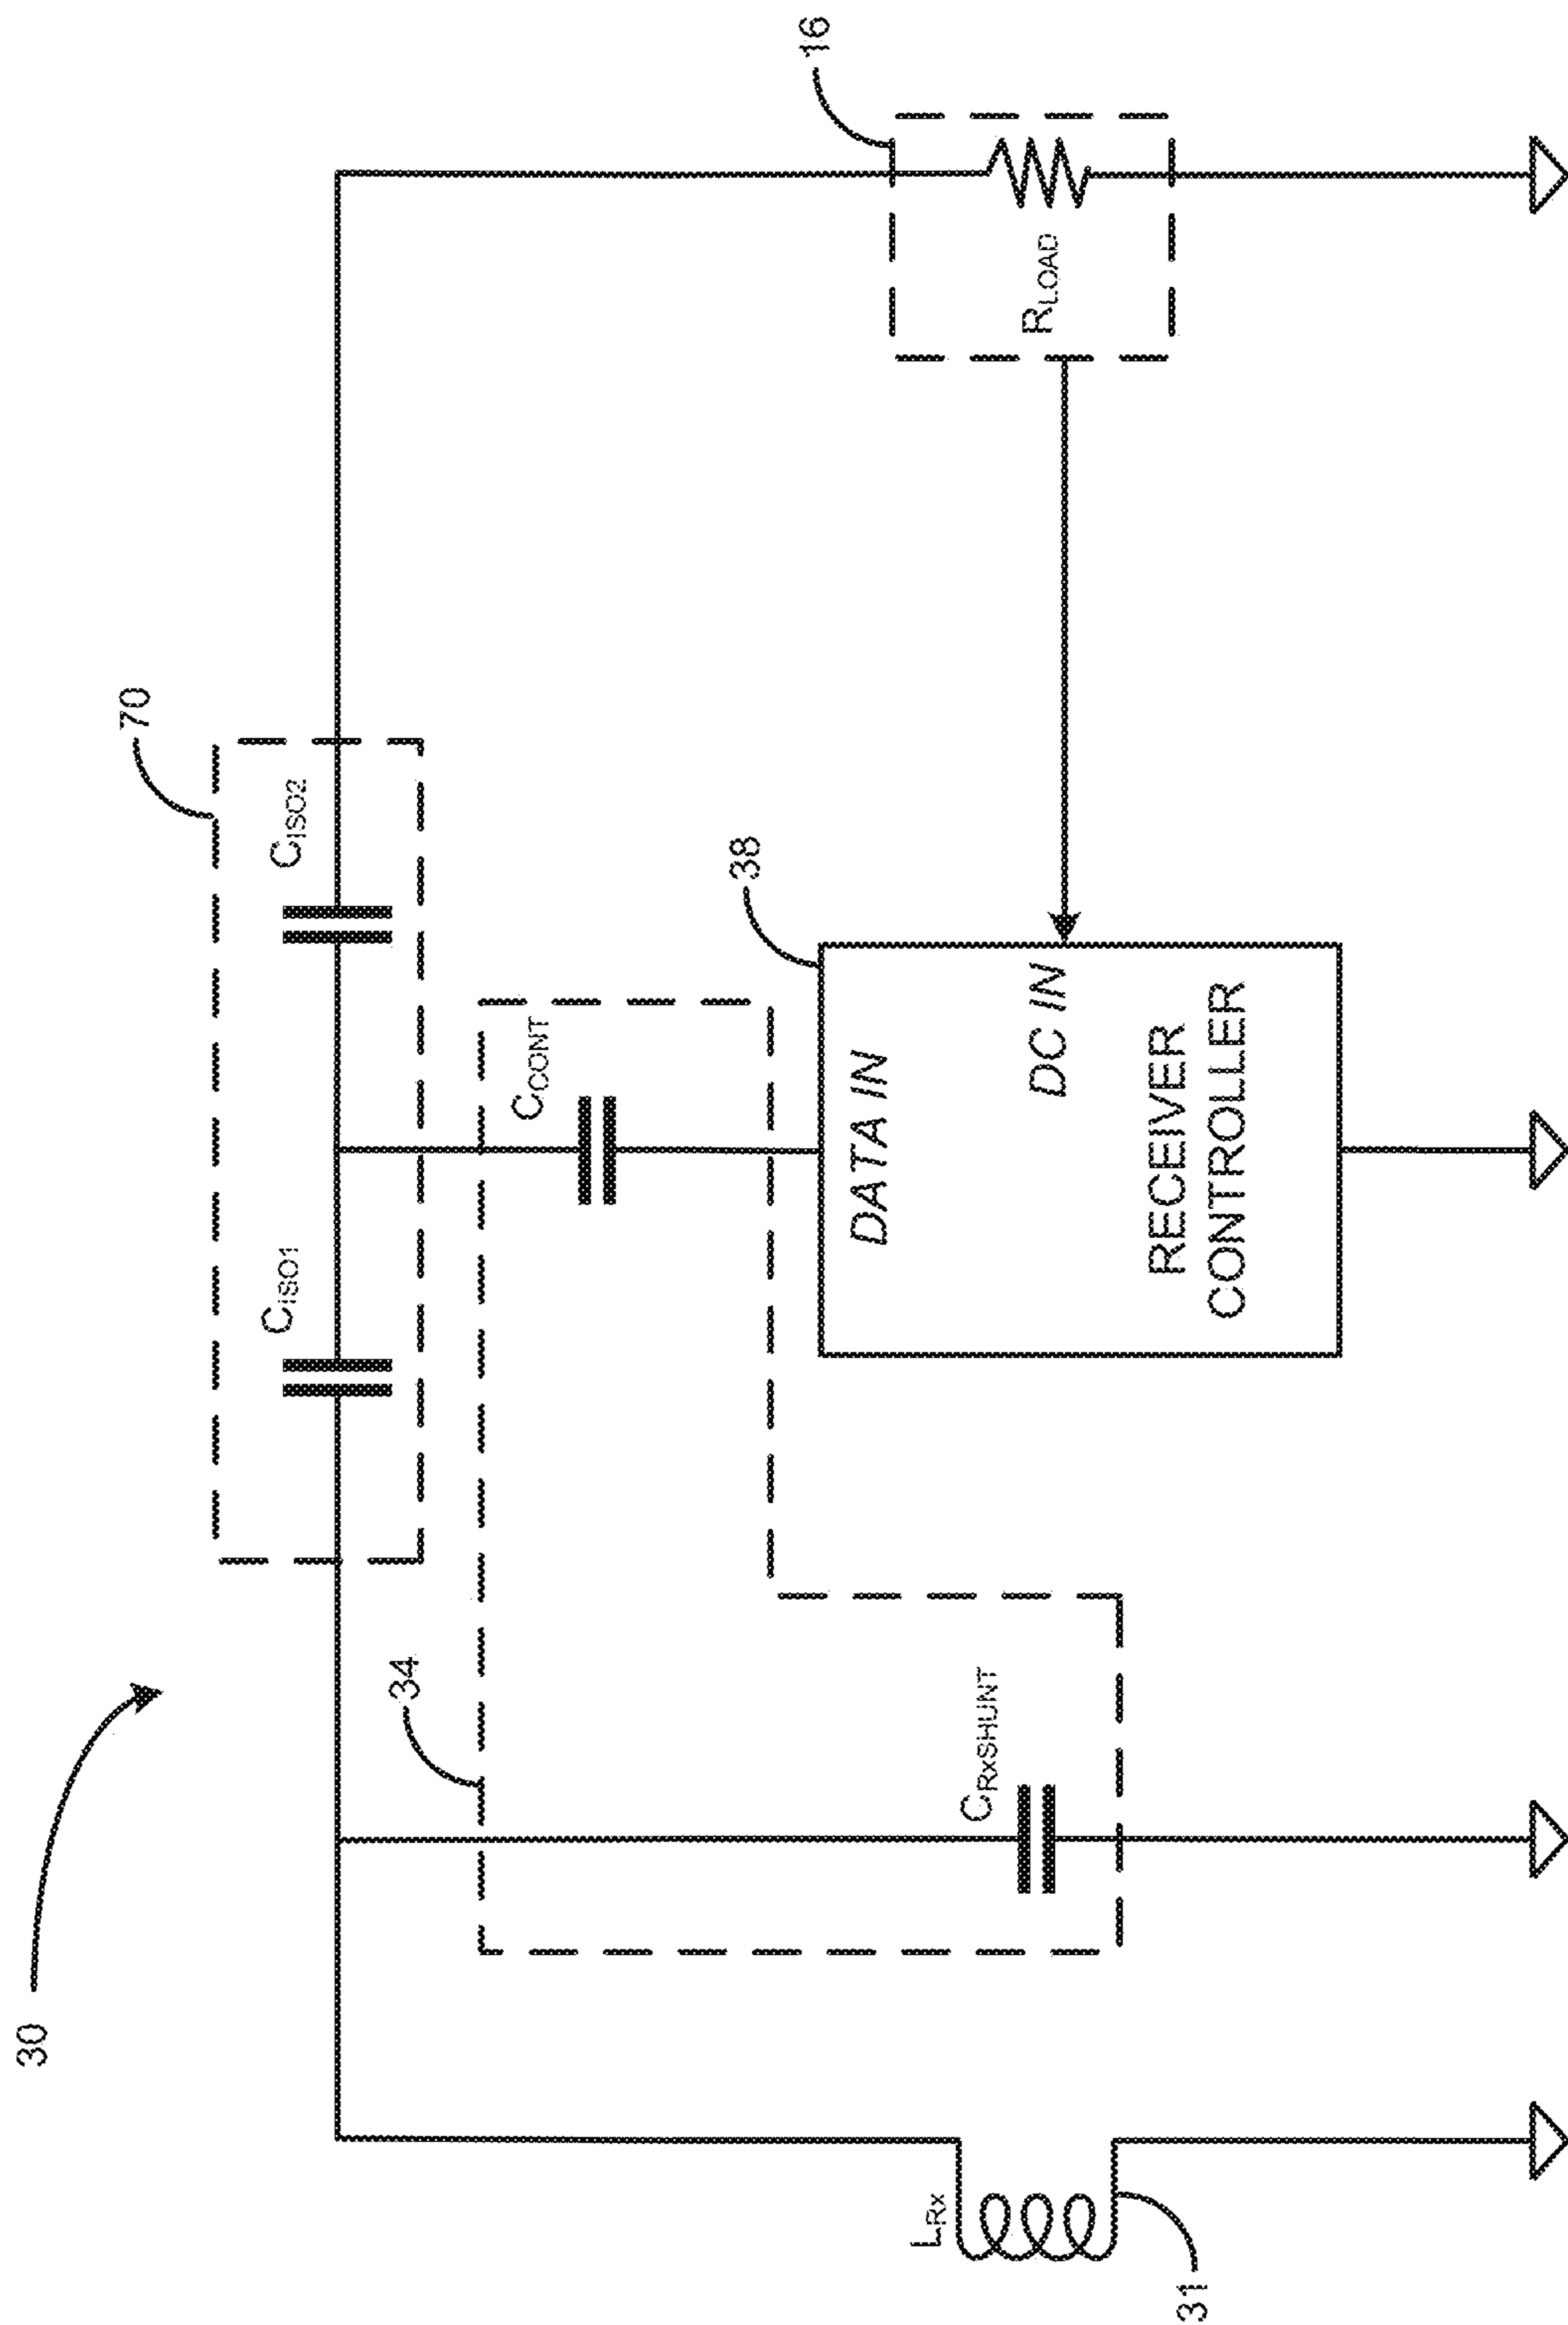 30
70
CISO1
CISO2
34
CCONT
16
38
DATA IN
DC IN
RECEIVER
CONTROLLER
RLOAD
CRxSHUNT
LRx
31